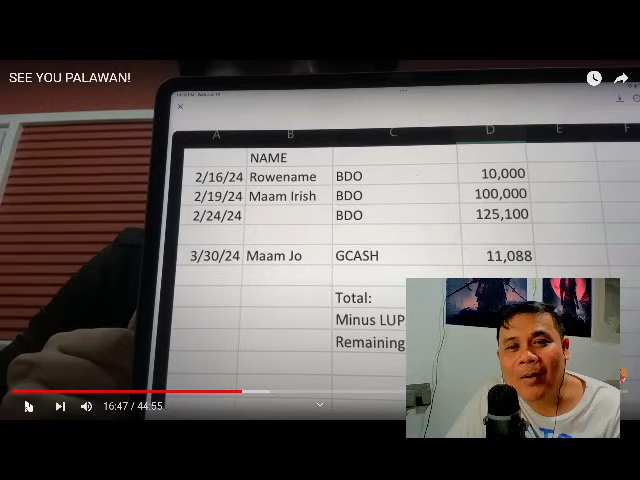 SEE YOU PALAWAN!
A B C D E F
NAME
2/16/24 Rowename BDO 10,000
2/19/24 Maam Irish BDO 100,000
2/24/24 BDO 125,100
3/30/24 Maam Jo GCASH 11,088
Total:
Minus LUP
Remaining
16:47 / 44:55